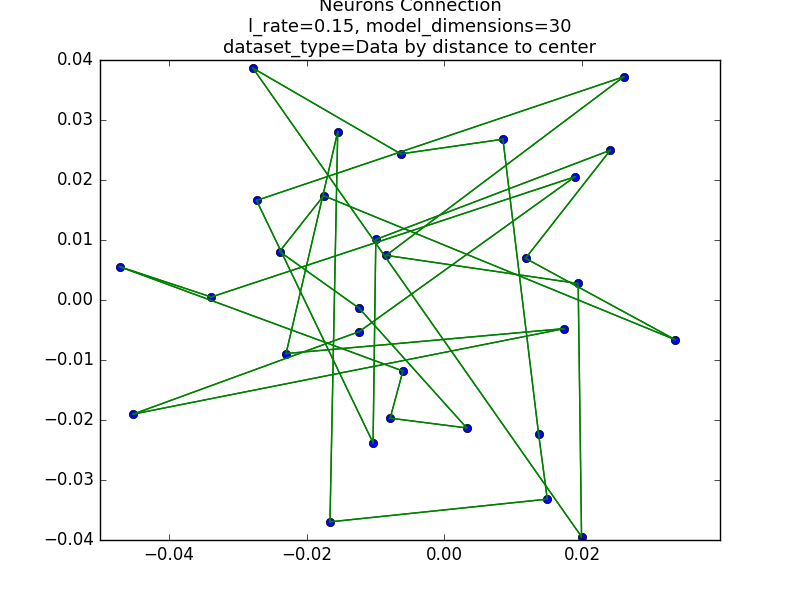 Neurons Connection
l_rate=0.15, model_dimensions=30
dataset_type=Data by distance to center
0.04
0.03
0.02
0.01
0.00
−0.01
−0.02
−0.03
−0.04
−0.04 −0.02 0.00 0.02